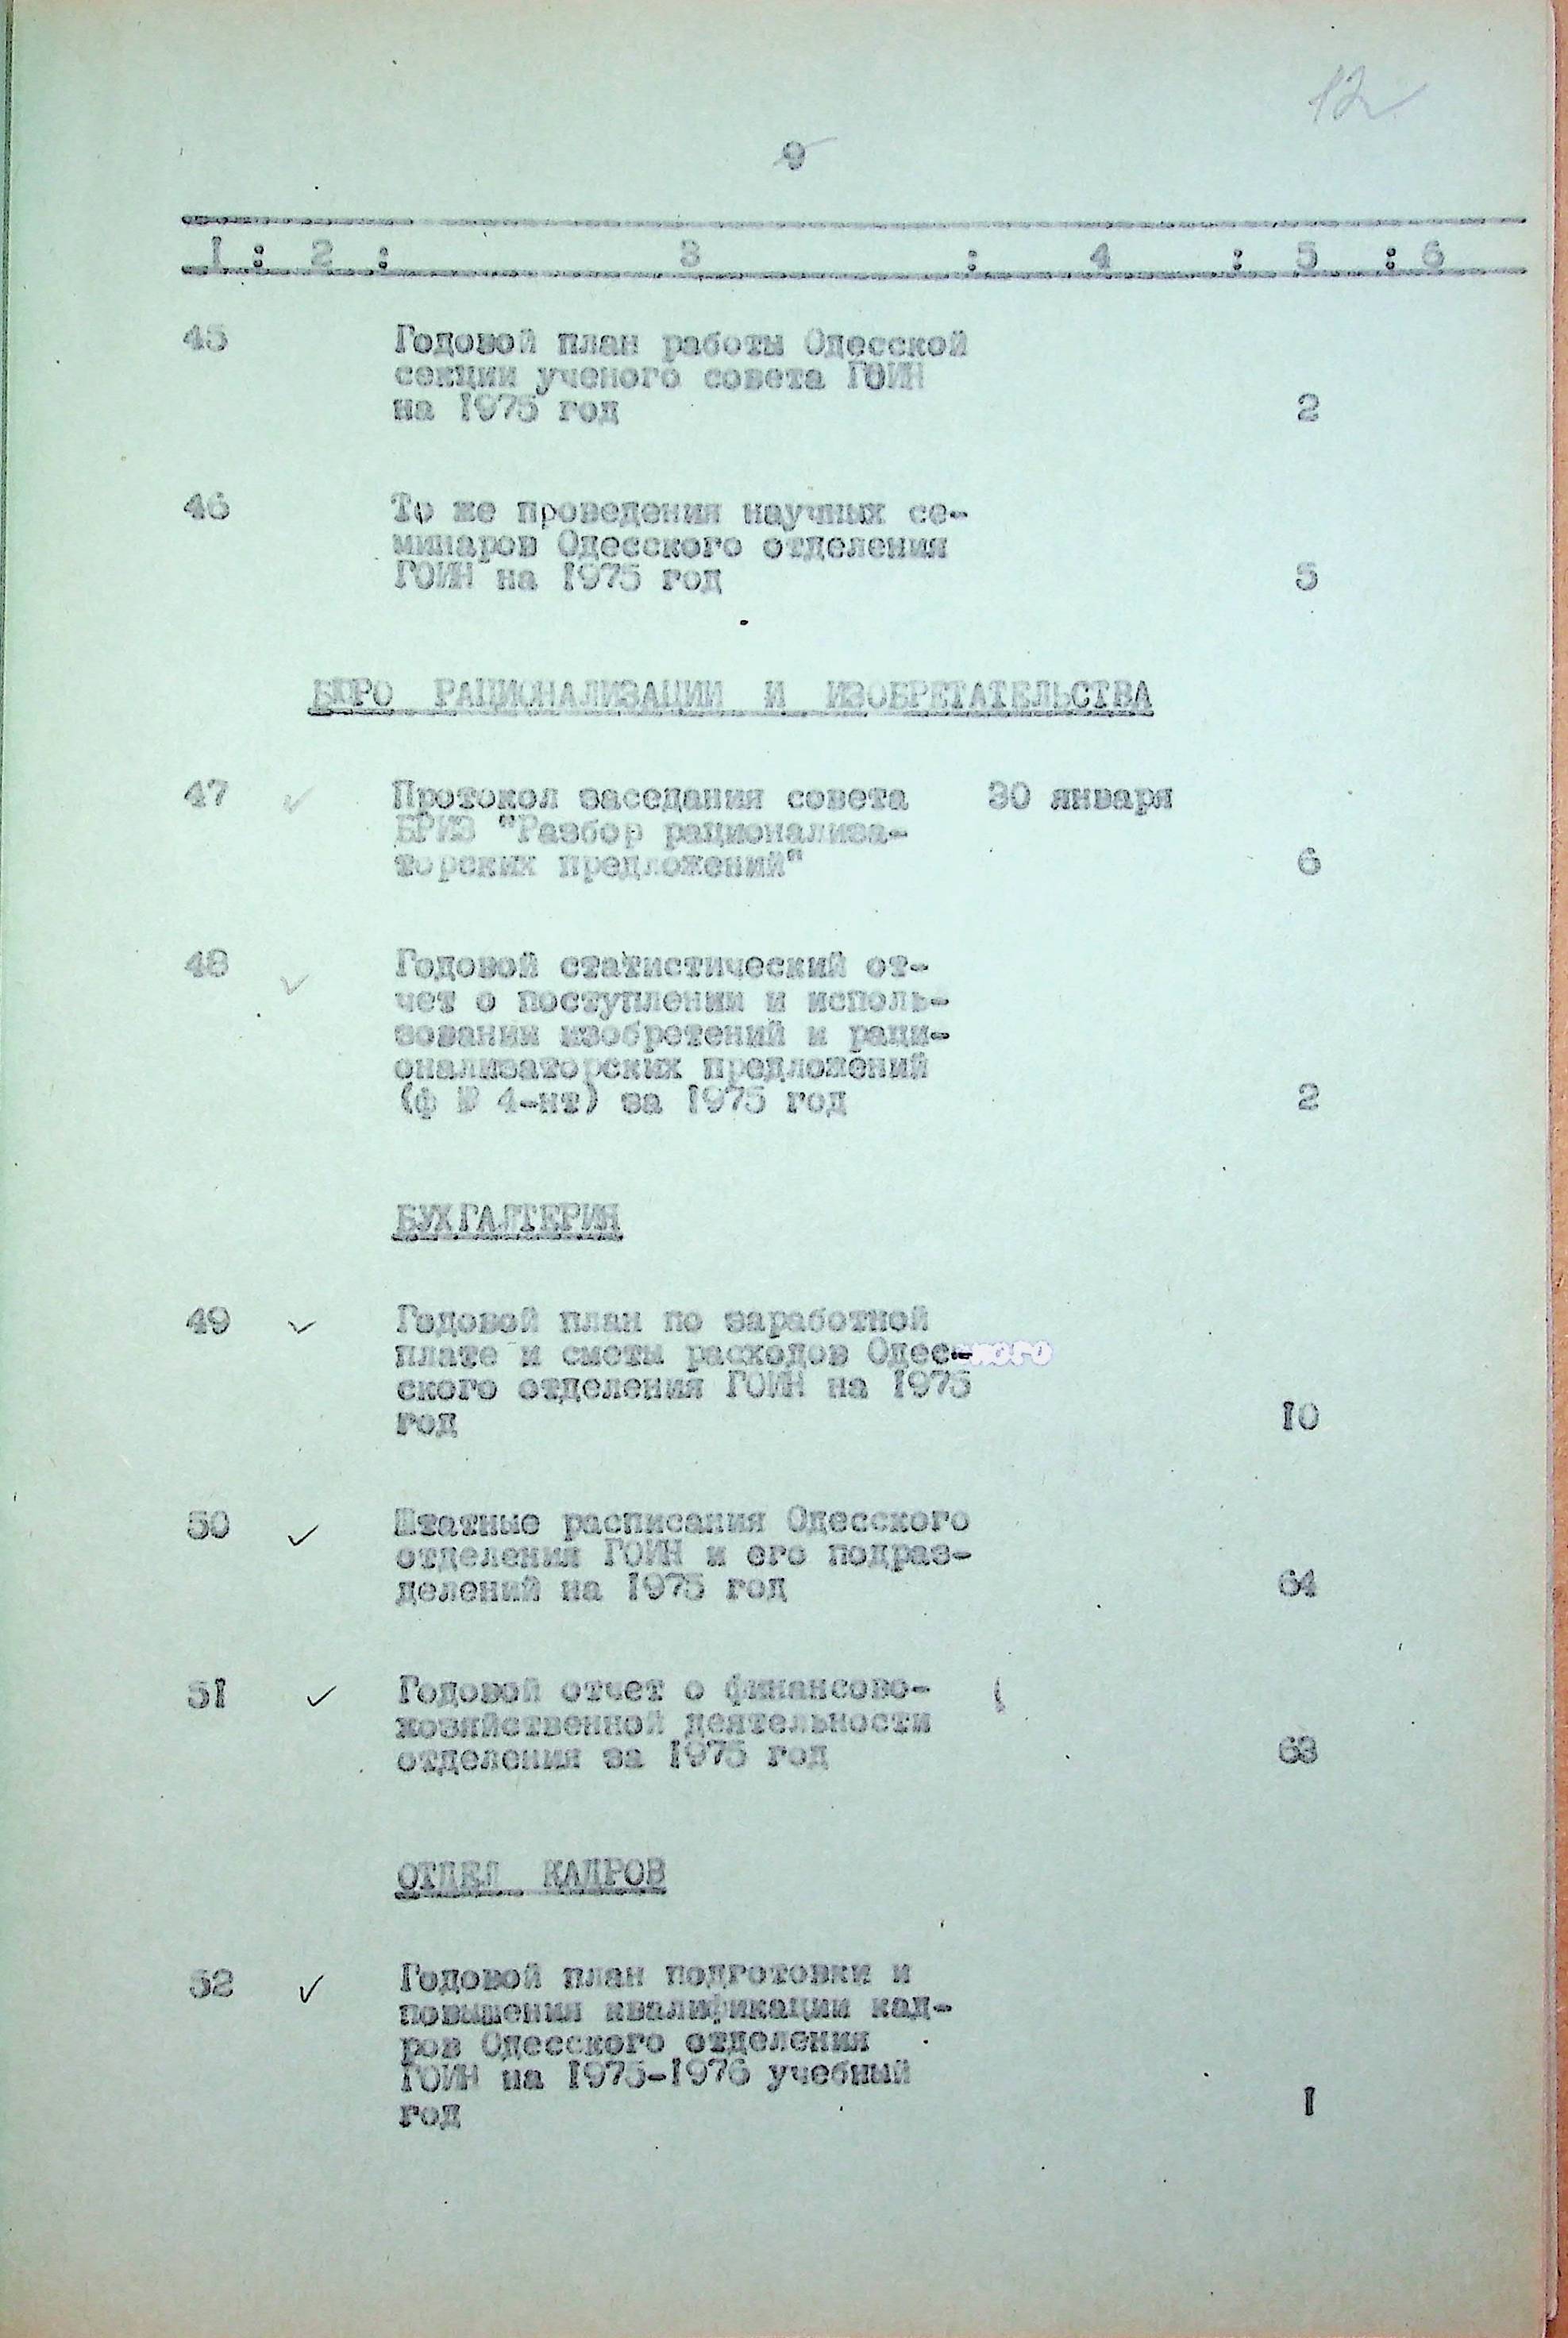 12
9
1 : 2 : 3 : 4 : 5 : 6
45 Годовой план работы Одесской
секции ученого совета ГОИН
на 1975 год 2
46 То же проведения научных се-
минаров Одесского отделения
ГОИН на 1975 год 5
БЮРО РАЦИОНАЛИЗАЦИИ И ИЗОБРЕТАТЕЛЬСТВА
47 ✓ Протокол заседания совета 30 января
БРИЗ "Разбор рационализа-
торских предложений" 6
48 ✓ Годовой статистический от-
чет о поступлении и исполь-
зовании изобретений и раци-
онализаторских предложений
(ф № 4-нт) за 1975 год 2
БУХГАЛТЕРИЯ
49 ✓ Годовой план по заработной
плате и сметы расходов Одес-
ского отделения ГОИН на 1975
год 10
50 ✓ Штатные расписания Одесского
отделения ГОИН и его подраз-
делений на 1975 год 64
51 ✓ Годовой отчет о финансово-
хозяйственной деятельности
отделения за 1975 год 63
ОТДЕЛ КАДРОВ
52 ✓ Годовой план подготовки и
повышения квалификации кад-
ров Одесского отделения
ГОИН на 1975-1976 учебный
год 1